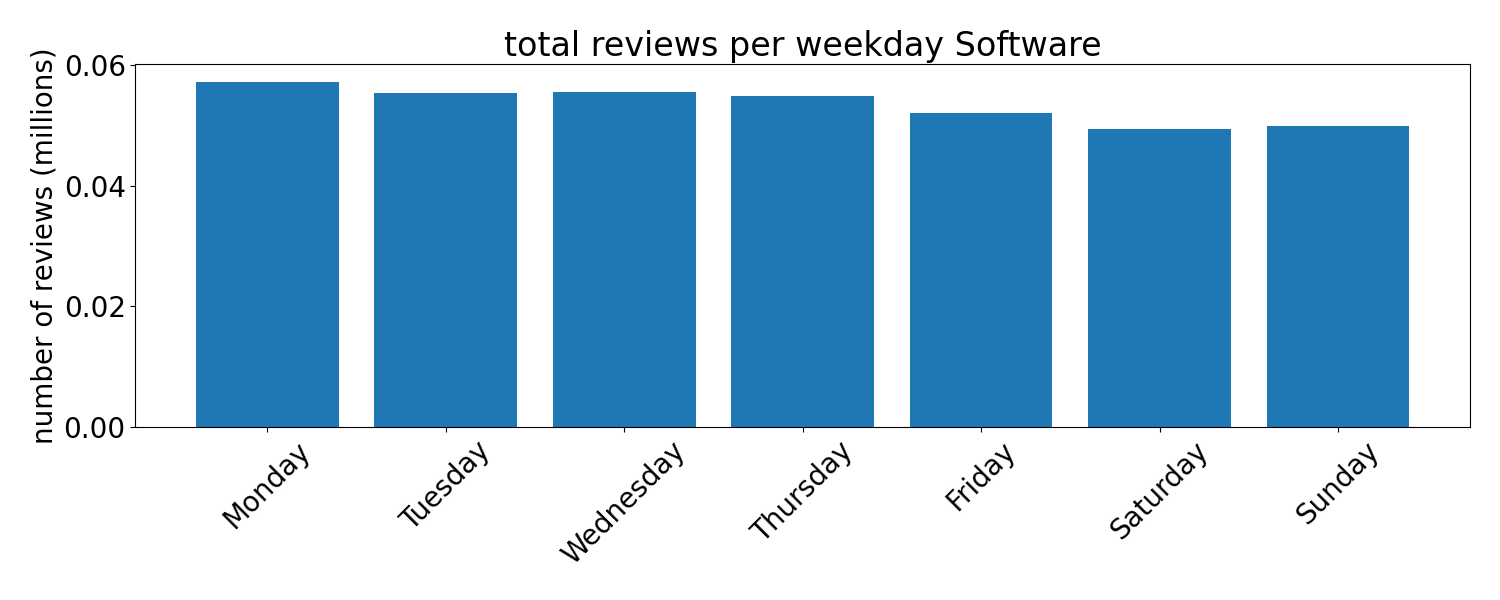 total reviews per weekday Software
number of reviews (millions)
0.06
0.04
0.02
0.00
Monday
Tuesday
Wednesday
Thursday
Friday
Saturday
Sunday